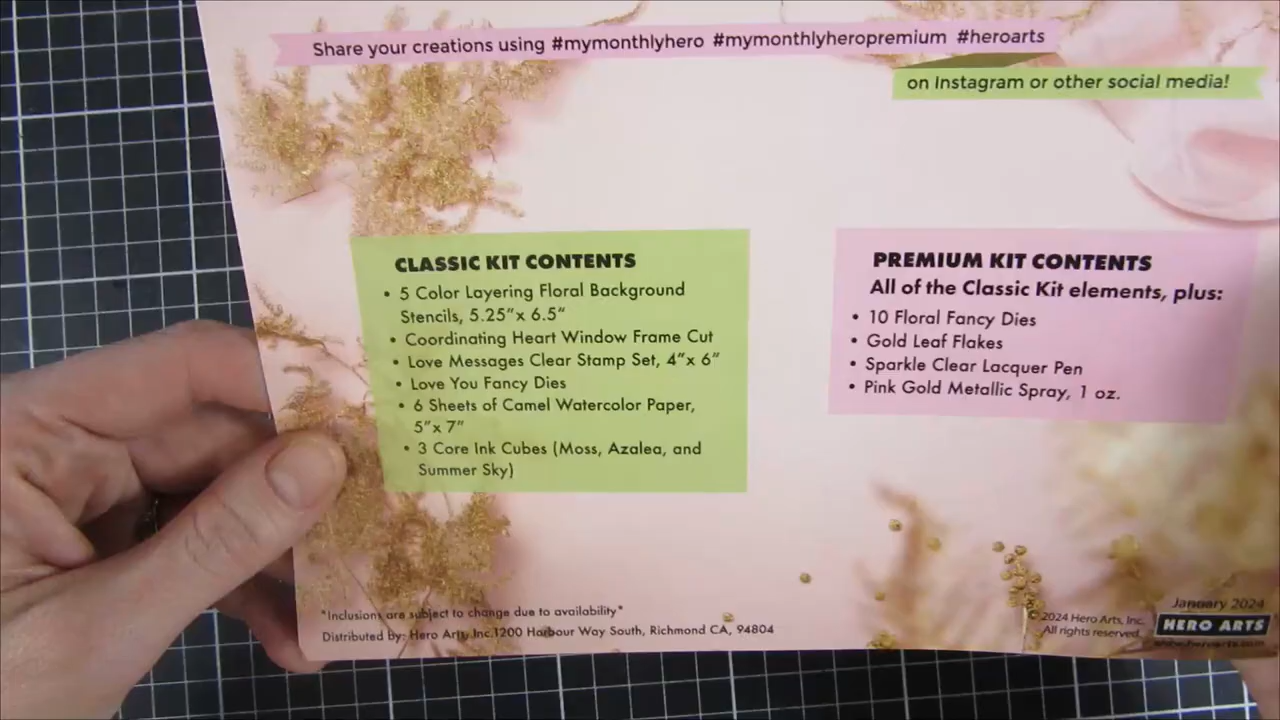 Share your creations using #mymonthlyhero #mymonthlyheropremium #heroarts
on Instagram or other social media!
CLASSIC KIT CONTENTS
• 5 Color Layering Floral Background
Stencils, 5.25”x 6.5”
• Coordinating Heart Window Frame Cut
• Love Messages Clear Stamp Set, 4”x 6”
• Love You Fancy Dies
• 6 Sheets of Camel Watercolor Paper,
5”x 7”
• 3 Core Ink Cubes (Moss, Azalea, and
Summer Sky)
PREMIUM KIT CONTENTS
All of the Classic Kit elements, plus:
• 10 Floral Fancy Dies
• Gold Leaf Flakes
• Sparkle Clear Lacquer Pen
• Pink Gold Metallic Spray, 1 oz.
*Inclusions are subject to change due to availability*
Distributed by: Hero Arts, Inc.1200 Harbour Way South, Richmond CA, 94804
© 2024 Hero Arts, Inc.
All rights reserved.
January 2024
HERO ARTS
www.heroarts.com